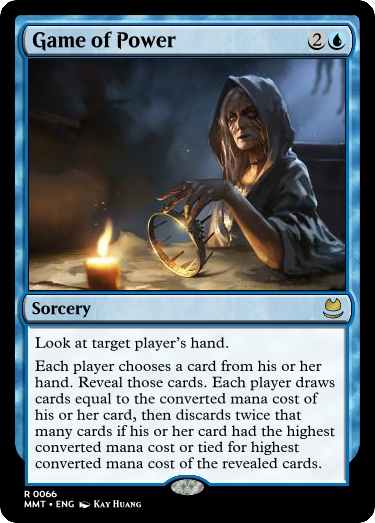 Game of Power 2
Sorcery
Look at target player's hand.
Each player chooses a card from his or her
hand. Reveal those cards. Each player draws
cards equal to the converted mana cost of
his or her card, then discards twice that
many cards if his or her card had the highest
converted mana cost or tied for highest
converted mana cost of the revealed cards.
R 0066
MMT • ENG Kay Huang